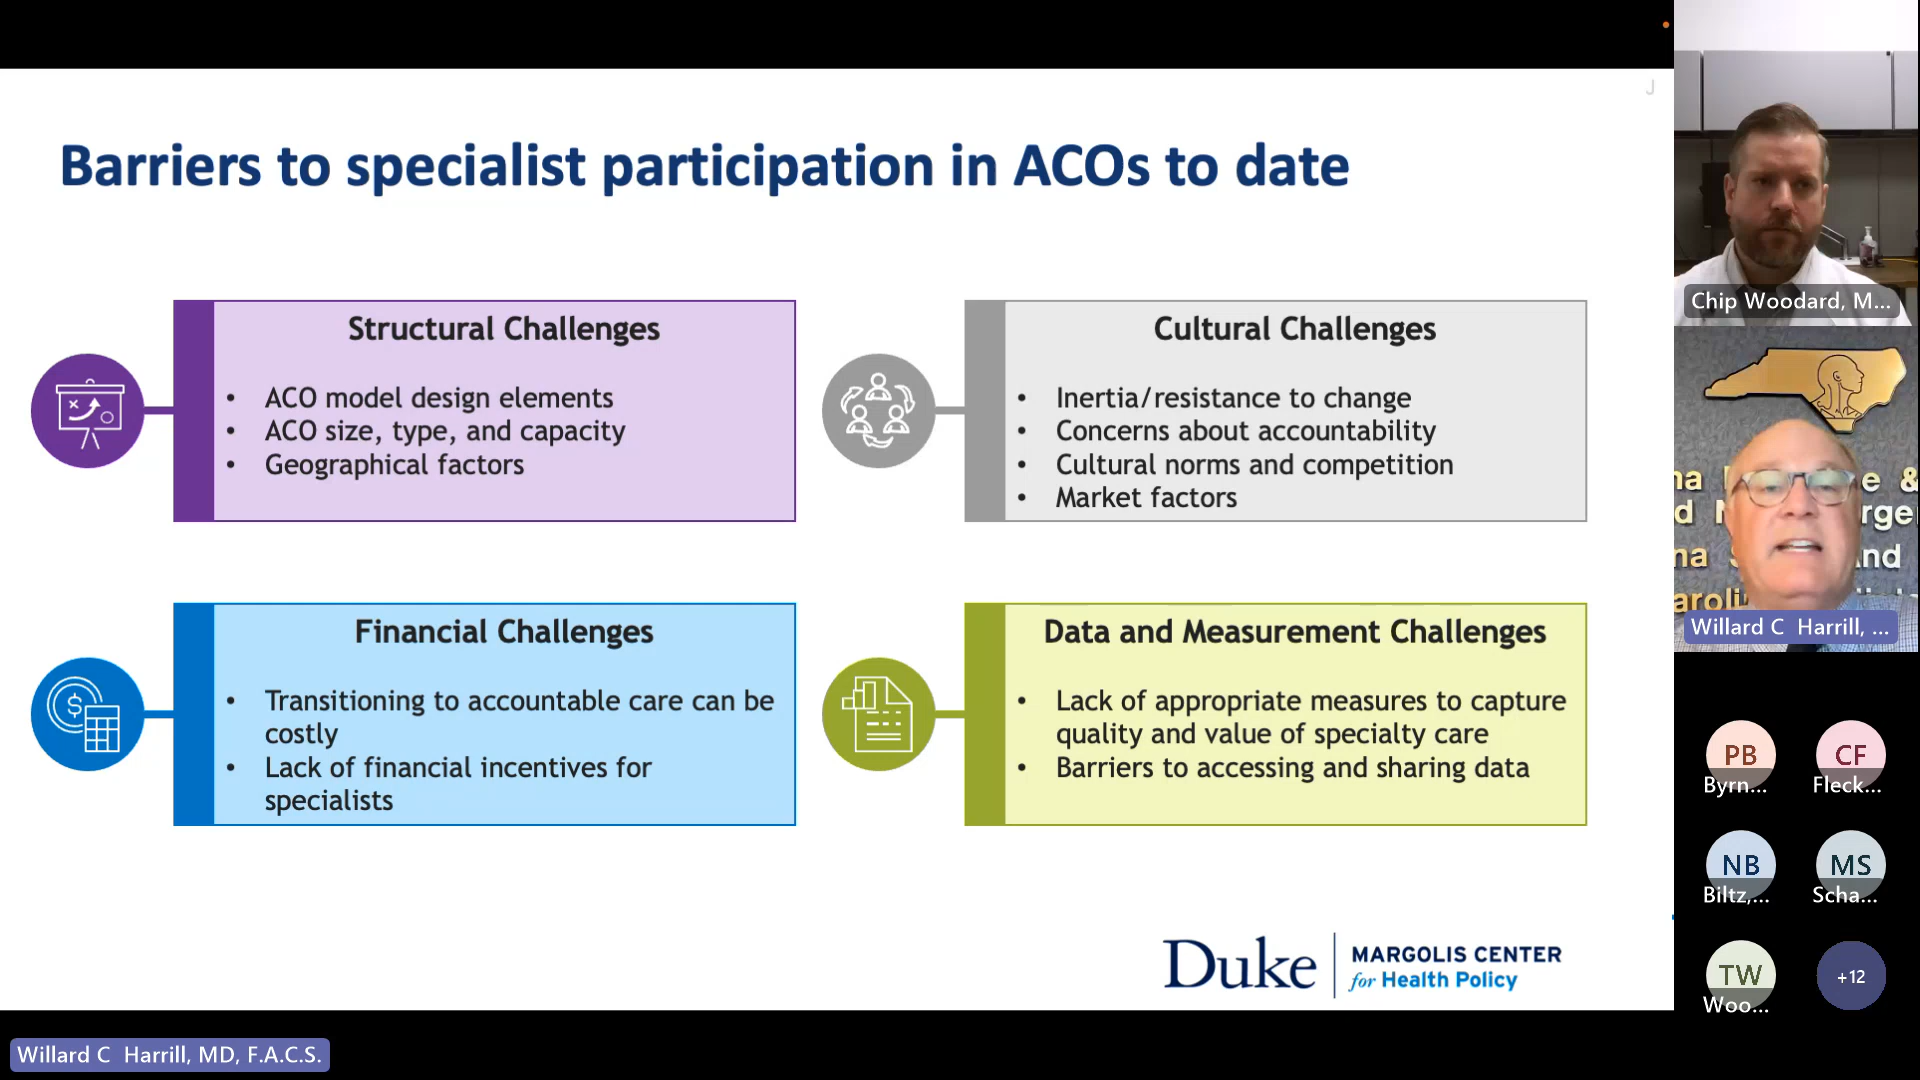 Barriers to specialist participation in ACOs to date
Structural Challenges
• ACO model design elements
• ACO size, type, and capacity
• Geographical factors
Cultural Challenges
• Inertia/resistance to change
• Concerns about accountability
• Cultural norms and competition
• Market factors
Financial Challenges
• Transitioning to accountable care can be
costly
• Lack of financial incentives for
specialists
Data and Measurement Challenges
• Lack of appropriate measures to capture
quality and value of specialty care
• Barriers to accessing and sharing data
Duke
MARGOLIS CENTER
for Health Policy
Willard C Harrill, MD, F.A.C.S.
J
Chip Woodard, M...
na e &
d rge
na S nd
aroli
Willard C Harrill, ...
PB
Byrn...
CF
Fleck...
NB
Biltz,...
MS
Scha...
TW
Woo...
+12